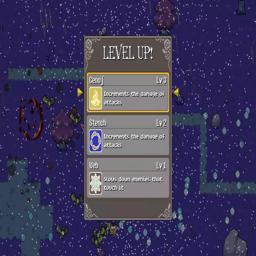 LEVEL UP!
Genoj Lv 3
Increments the damage of
attacks
Stench Lv 2
Increments the damage of
attacks
Web Lv 1
Slows down enemies that
touch it